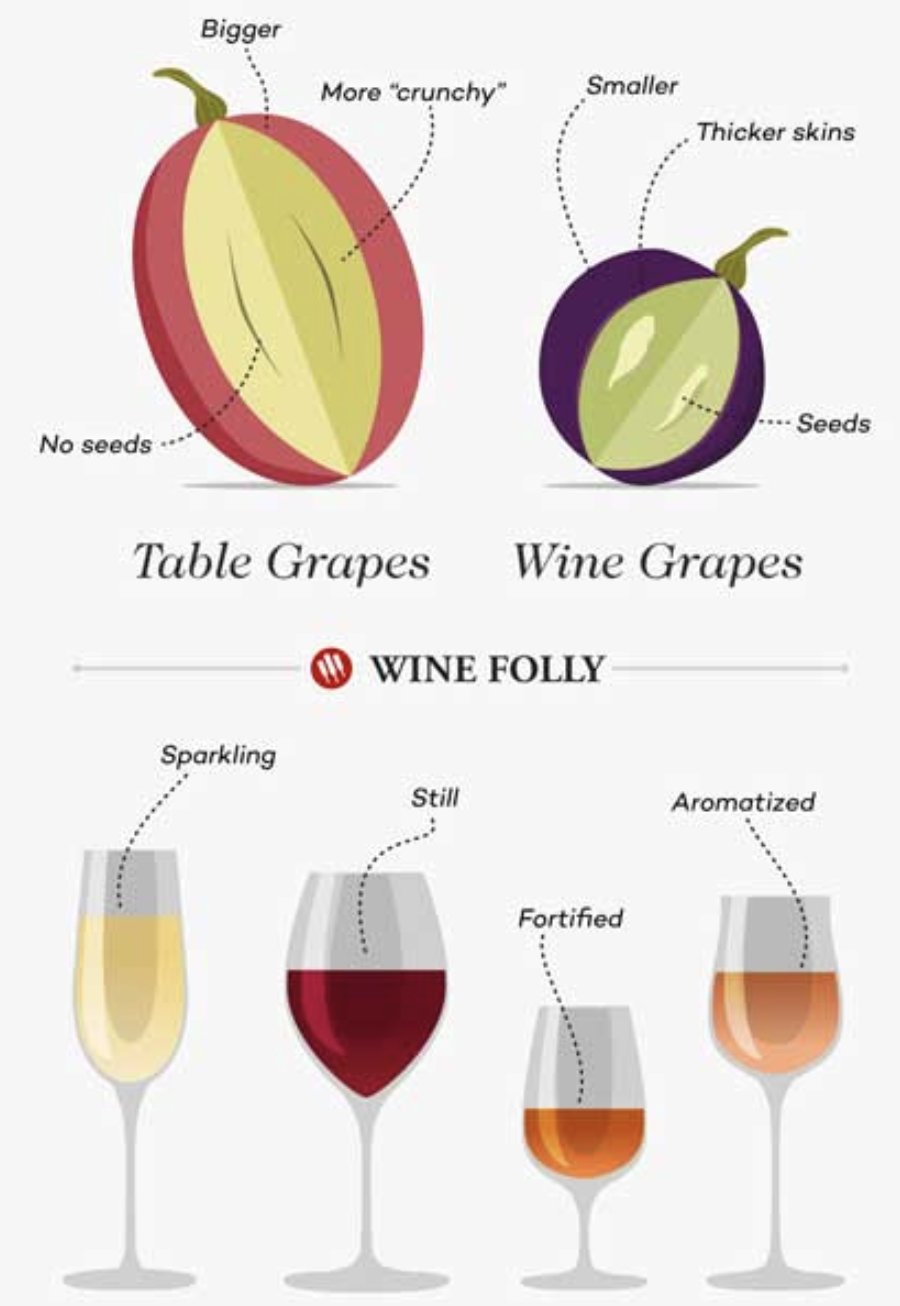 Bigger
More “crunchy”
Smaller
Thicker skins
No seeds
Seeds
Table Grapes
Wine Grapes
WINE FOLLY
Sparkling
Still
Aromatized
Fortified